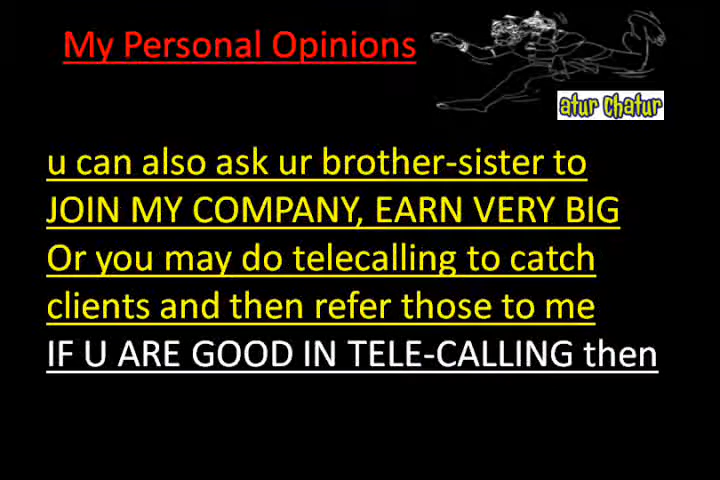 My Personal Opinions
atur Chatur
u can also ask ur brother-sister to
JOIN MY COMPANY, EARN VERY BIG
Or you may do telecalling to catch
clients and then refer those to me
IF U ARE GOOD IN TELE-CALLING then